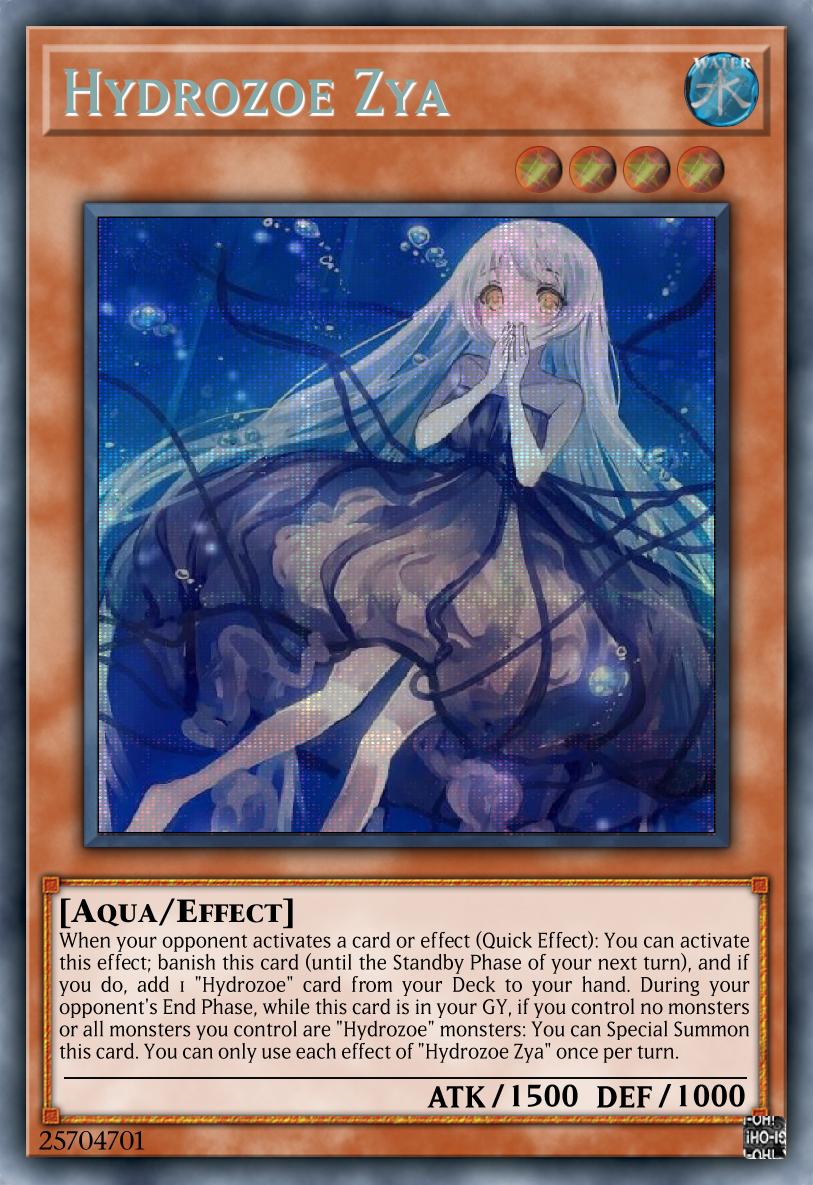 Hydrozoe Zya
WATER
水
[Aqua/Effect]
When your opponent activates a card or effect (Quick Effect): You can activate
this effect; banish this card (until the Standby Phase of your next turn), and if
you do, add 1 "Hydrozoe" card from your Deck to your hand. During your
opponent's End Phase, while this card is in your GY, if you control no monsters
or all monsters you control are "Hydrozoe" monsters: You can Special Summon
this card. You can only use each effect of "Hydrozoe Zya" once per turn.
ATK/1500 DEF/1000
25704701